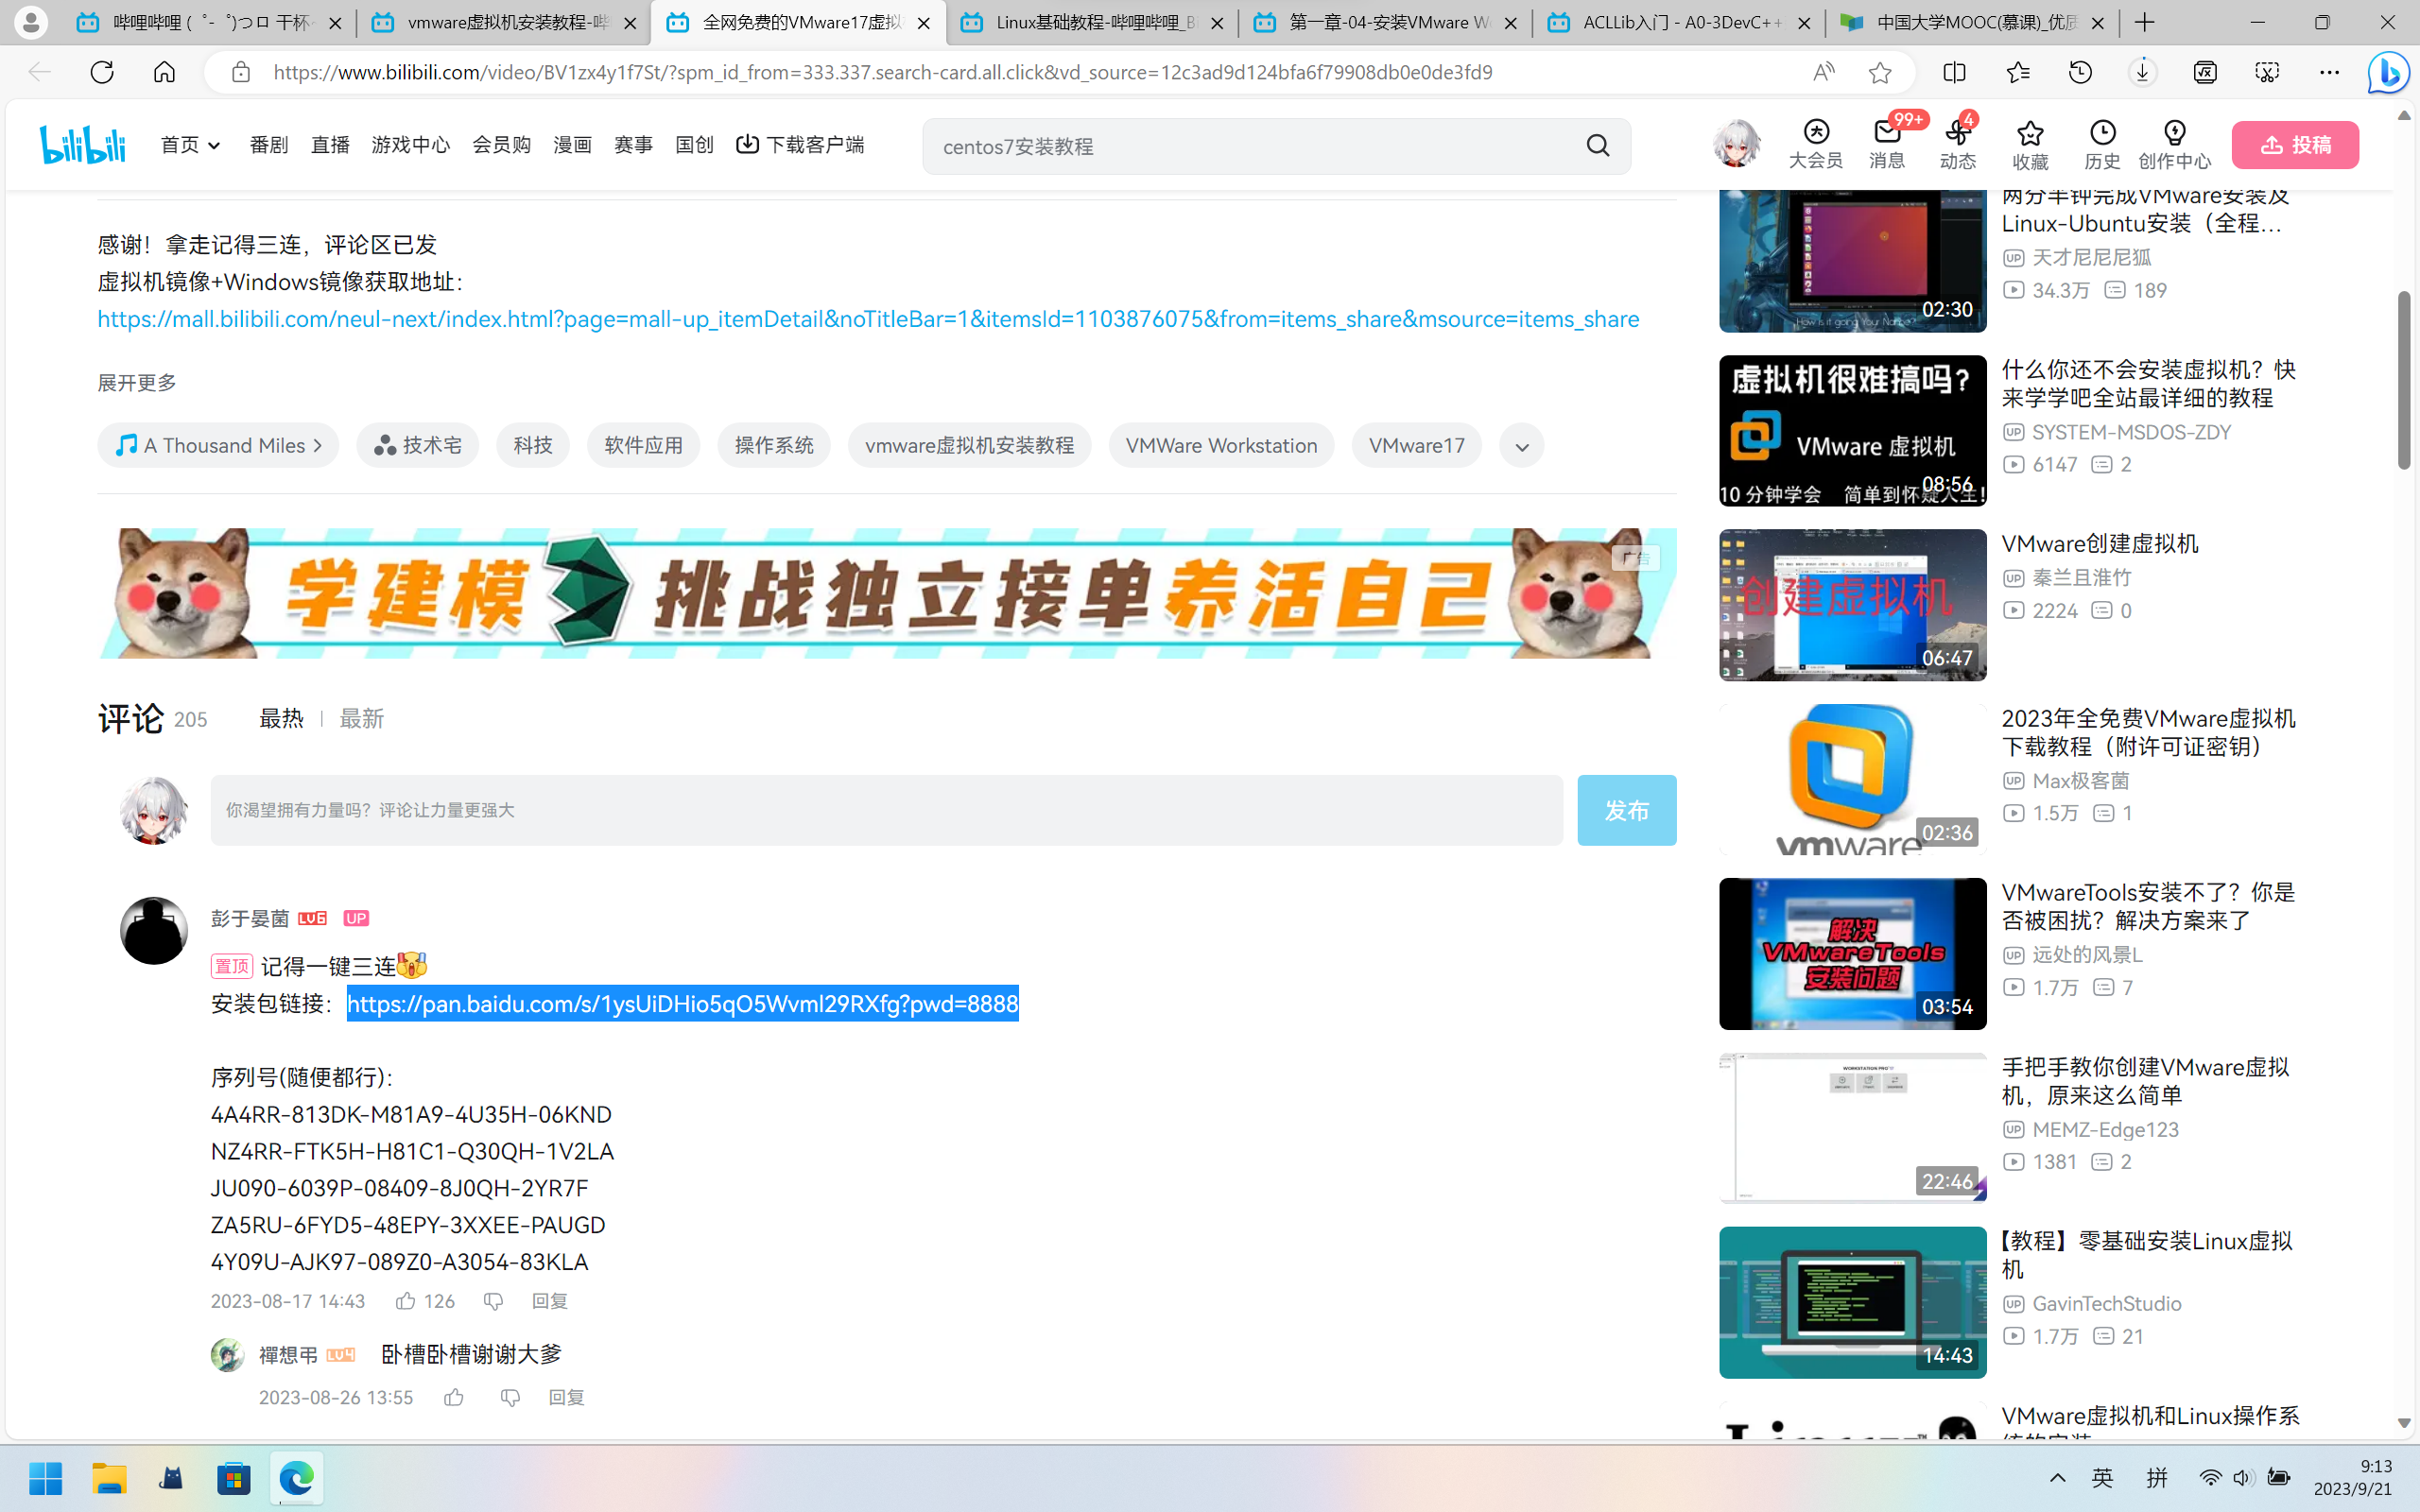 哔哩哔哩 (゜-゜)つロ 干杯~
vmware虚拟机安装教程-哔
全网免费的VMware17虚拟
Linux基础教程-哔哩哔哩_Bi
第一章-04-安装VMware W
ACLLib入门 - A0-3DevC++
中国大学MOOC(慕课)_优质
https://www.bilibili.com/video/BV1zx4y1f7St/?spm_id_from=333.337.search-card.all.click&vd_source=12c3ad9d124bfa6f79908db0e0de3fd9
bilibili
首页
番剧
直播
游戏中心
会员购
漫画
赛事
国创
下载客户端
centos7安装教程
大会员
99+
消息
4
动态
收藏
历史
创作中心
投稿
感谢！拿走记得三连，评论区已发
虚拟机镜像+Windows镜像获取地址：
https://mall.bilibili.com/neul-next/index.html?page=mall-up_itemDetail&noTitleBar=1&itemsId=1103876075&from=items_share&msource=items_share
展开更多
A Thousand Miles
技术宅
科技
软件应用
操作系统
vmware虚拟机安装教程
VMWare Workstation
VMware17
学建模 挑战独立接单养活自己
广告
评论 205
最热
最新
你渴望拥有力量吗？评论让力量更强大
发布
彭于晏菌 LV6 UP
置顶 记得一键三连
安装包链接：https://pan.baidu.com/s/1ysUiDHio5qO5Wvml29RXfg?pwd=8888
序列号(随便都行)：
4A4RR-813DK-M81A9-4U35H-06KND
NZ4RR-FTK5H-H81C1-Q30QH-1V2LA
JU090-6039P-08409-8J0QH-2YR7F
ZA5RU-6FYD5-48EPY-3XXEE-PAUGD
4Y09U-AJK97-089Z0-A3054-83KLA
2023-08-17 14:43 126 回复
禪想弔 LV4 卧槽卧槽谢谢大爹
2023-08-26 13:55 回复
两分半钟完成VMware安装及
Linux-Ubuntu安装（全程…
UP 天才尼尼尼狐
34.3万 189
How is it going Your Name
02:30
虚拟机很难搞吗？
VMware 虚拟机
10 分钟学会 简单到怀疑人生！
08:56
什么你还不会安装虚拟机？快
来学学吧全站最详细的教程
UP SYSTEM-MSDOS-ZDY
6147 2
创建虚拟机
06:47
VMware创建虚拟机
UP 秦兰且淮竹
2224 0
vmware
02:36
2023年全免费VMware虚拟机
下载教程（附许可证密钥）
UP Max极客菌
1.5万 1
解决
VMwareTools
安装问题
03:54
VMwareTools安装不了？你是
否被困扰？解决方案来了
UP 远处的风景L
1.7万 7
WORKSTATION PRO
22:46
手把手教你创建VMware虚拟
机，原来这么简单
UP MEMZ-Edge123
1381 2
14:43
【教程】零基础安装Linux虚拟
机
UP GavinTechStudio
1.7万 21
Linux
VMware虚拟机和Linux操作系
统的安装
英
拼
9:13
2023/9/21